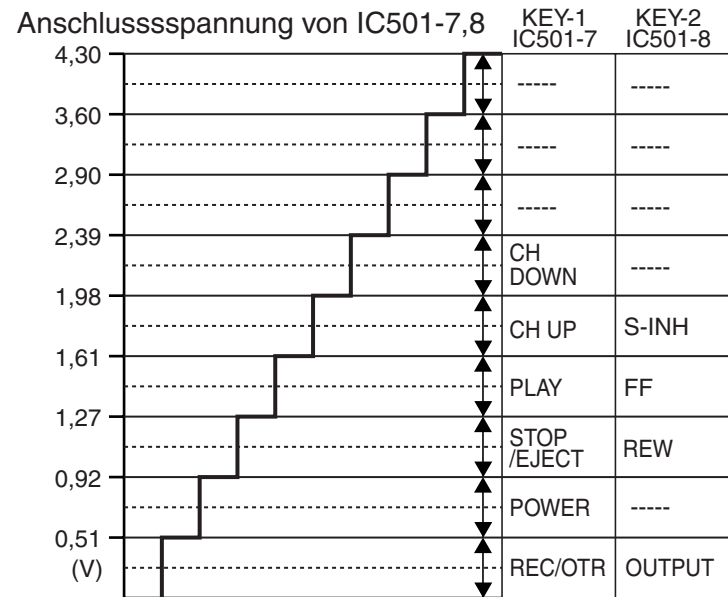 Anschlusssspannung von IC501-7,8
KEY-1
IC501-7
KEY-2
IC501-8
4,30
----- -----
3,60
----- -----
2,90
----- -----
2,39
CH
DOWN
-----
1,98
CH UP S-INH
1,61
PLAY FF
1,27
STOP
/EJECT
REW
0,92
POWER -----
0,51
(V)
REC/OTR OUTPUT